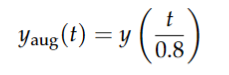 y_aug(t) = y(t/0.8)